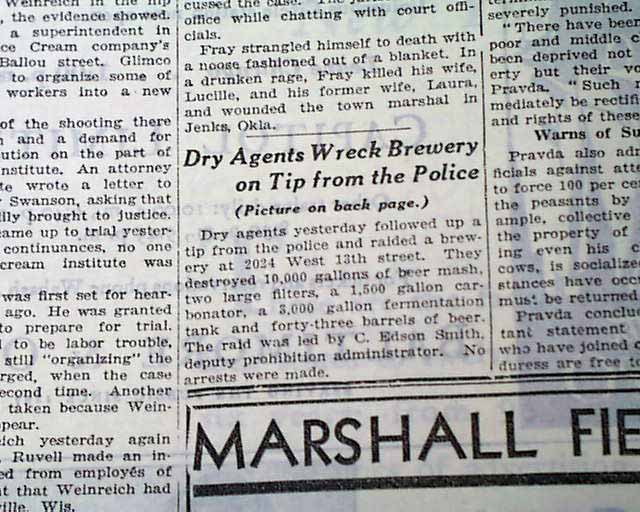 Weinreich in the hip
, the evidence showed.
a superintendent in
ce Cream company's
Ballou street. Glimco
to organize some of
workers into a new
of the shooting there
and a demand for
ution on the part of
nstitute. An attorney
te wrote a letter to
Swanson, asking that
lly brought to justice.
ame up to trial yester-
continuances, no one
cream institute was
was first set for hear-
ago. He was granted
to prepare for trial.
to be labor trouble,
still "organizing" the
rged, when the case
second time. Another
taken because Wein-
pear.
ich yesterday again
. Ruvell made an in-
ed from employés of
t that Weinreich had
ville, Wis.
office while chatting with court offi-
cials.
Fray strangled himself to death with
a noose fashioned out of a blanket. In
a drunken rage, Fray killed his wife,
Lucille, and his former wife, Laura,
and wounded the town marshal in
Jenks, Okla.
Dry Agents Wreck Brewery
on Tip from the Police
(Picture on back page.)
Dry agents yesterday followed up a
tip from the police and raided a brew-
ery at 2024 West 13th street. They
destroyed 10,000 gallons of beer mash,
two large filters, a 1,500 gallon car-
bonator, a 3,000 gallon fermentation
tank and forty-three barrels of beer.
The raid was led by C. Edson Smith,
deputy prohibition administrator. No
arrests were made.
severely punished.
"There have been
poor and middle c
been deprived not
erty but their vo
Pravda. "Such r
mediately be rectifi
and rights of these
Warns of Su
Pravda also adm
ficials against atte
to force 100 per ce
the peasants by
ample, collective
the property of
ing even his
cows, is socialize
stances have occu
must be returned
Pravda conclu
tant statement
who have joined c
duress are free t
MARSHALL FIE